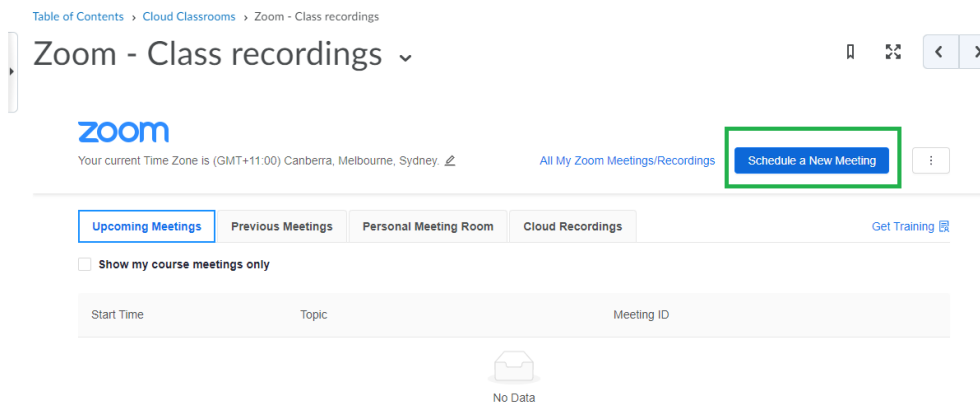 Table of Contents › Cloud Classrooms › Zoom - Class recordings
Zoom - Class recordings
zoom
Your current Time Zone is (GMT+11:00) Canberra, Melbourne, Sydney.
All My Zoom Meetings/Recordings
Schedule a New Meeting
Upcoming Meetings Previous Meetings Personal Meeting Room Cloud Recordings Get Training
Show my course meetings only
Start Time Topic Meeting ID
No Data